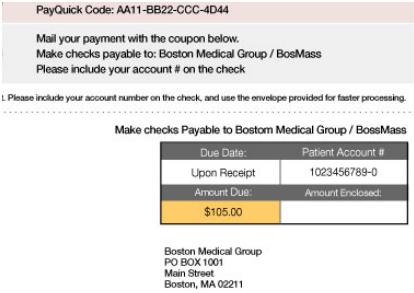 PayQuick Code: AA11-BB22-CCC-4D44
Mail your payment with the coupon below.
Make checks payable to: Boston Medical Group / BosMass
Please include your account # on the check
. Please include your account number on the check, and use the envelope provided for faster processing.
Make checks Payable to Bostom Medical Group / BossMass
Due Date: Patient Account #
Upon Receipt 1023456789-0
Amount Due: Amount Enclosed:
$105.00
Boston Medical Group
PO BOX 1001
Main Street
Boston, MA 02211